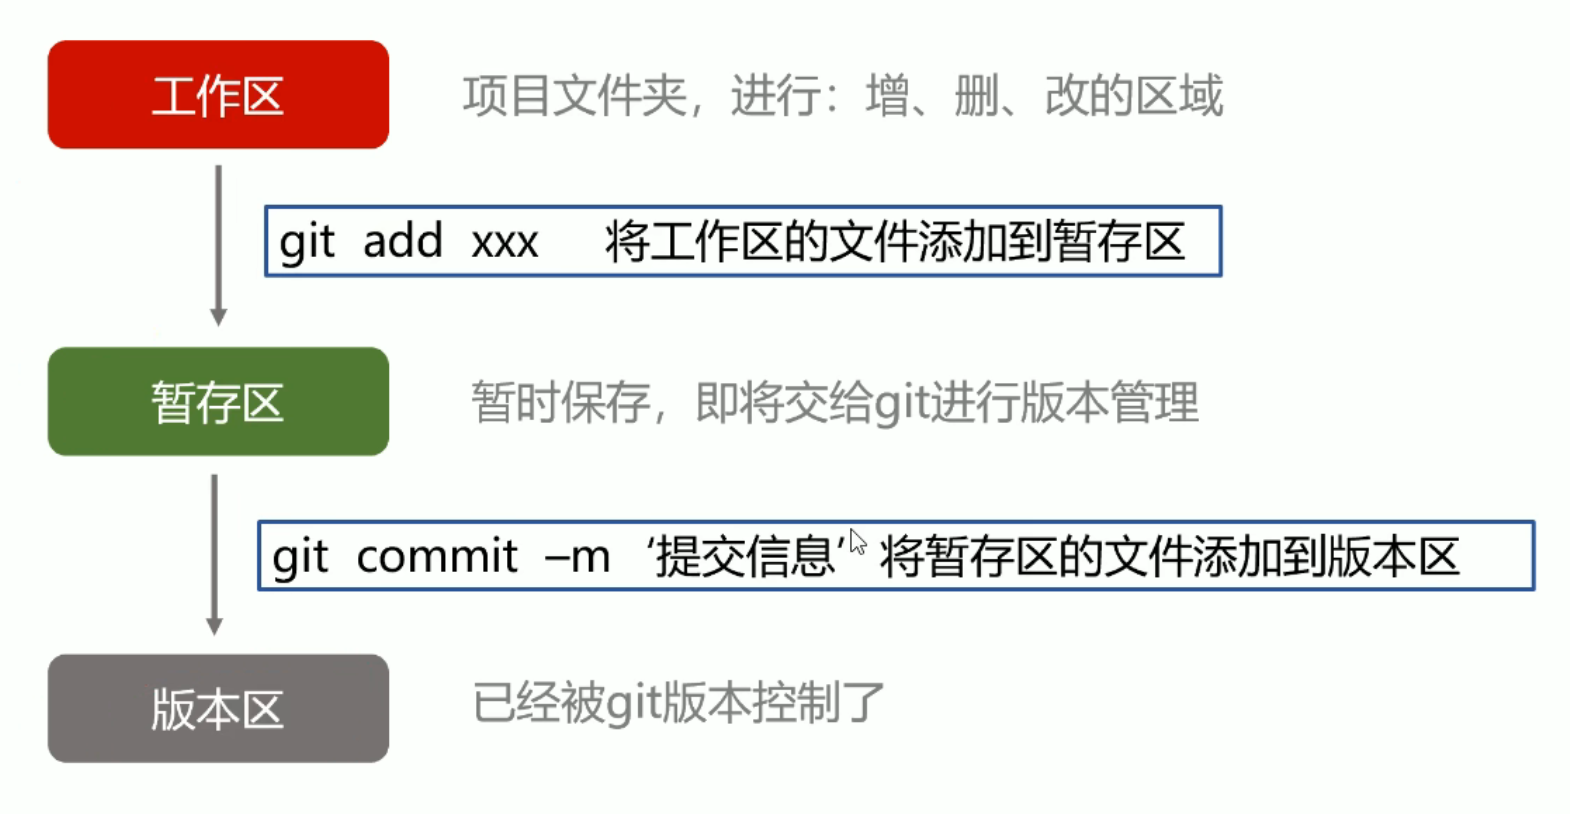 工作区 项目文件夹，进行：增、删、改的区域
git add xxx 将工作区的文件添加到暂存区
暂存区 暂时保存，即将交给git进行版本管理
git commit –m ‘提交信息’ 将暂存区的文件添加到版本区
版本区 已经被git版本控制了